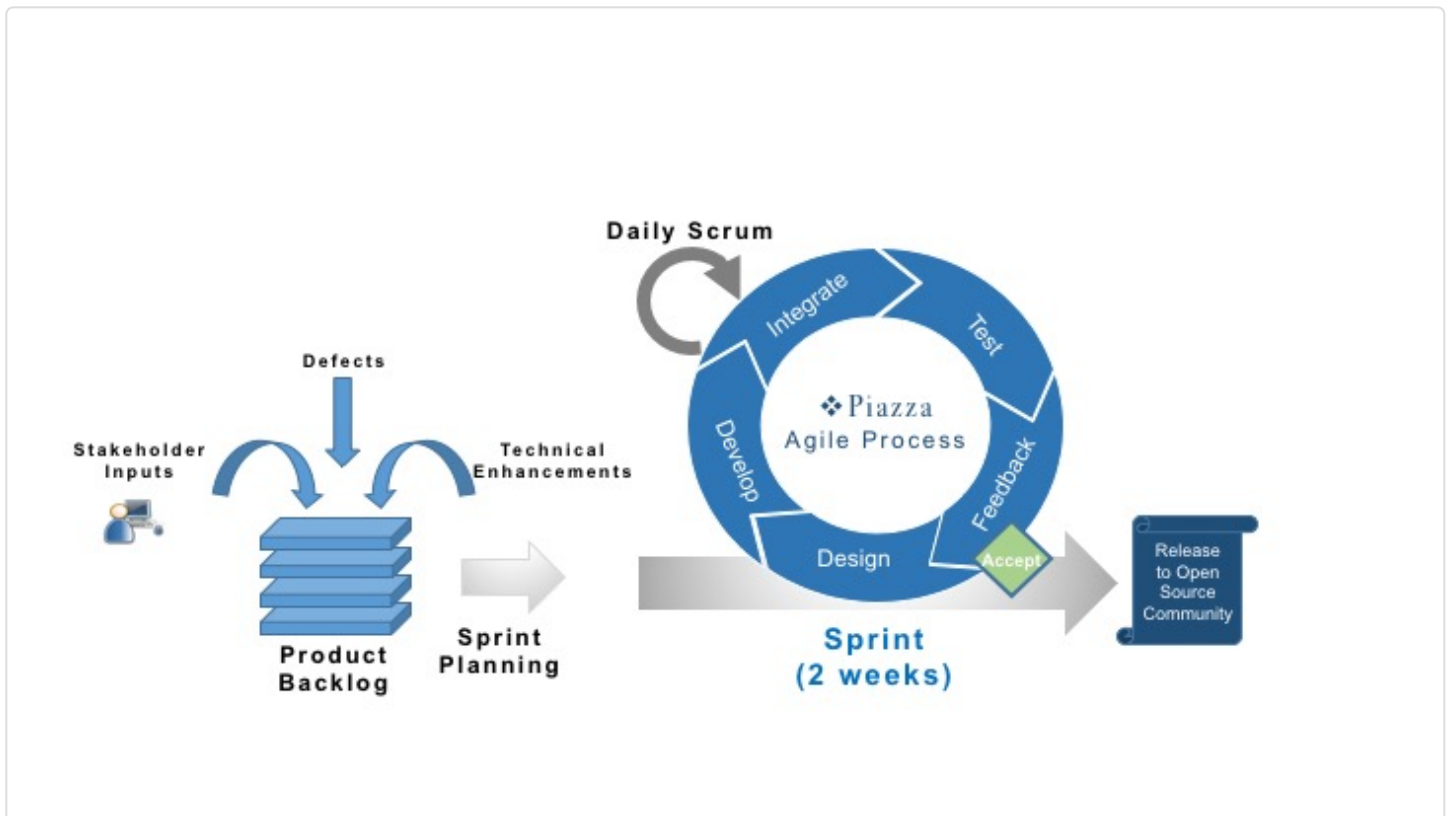 Daily Scrum
Integrate
Test
Defects
Piazza
Agile Process
Stakeholder
Inputs
Technical
Enhancements
Develop
Feedback
Design
Accept
Release
to Open
Source
Community
Sprint
Planning
Product
Backlog
Sprint
(2 weeks)